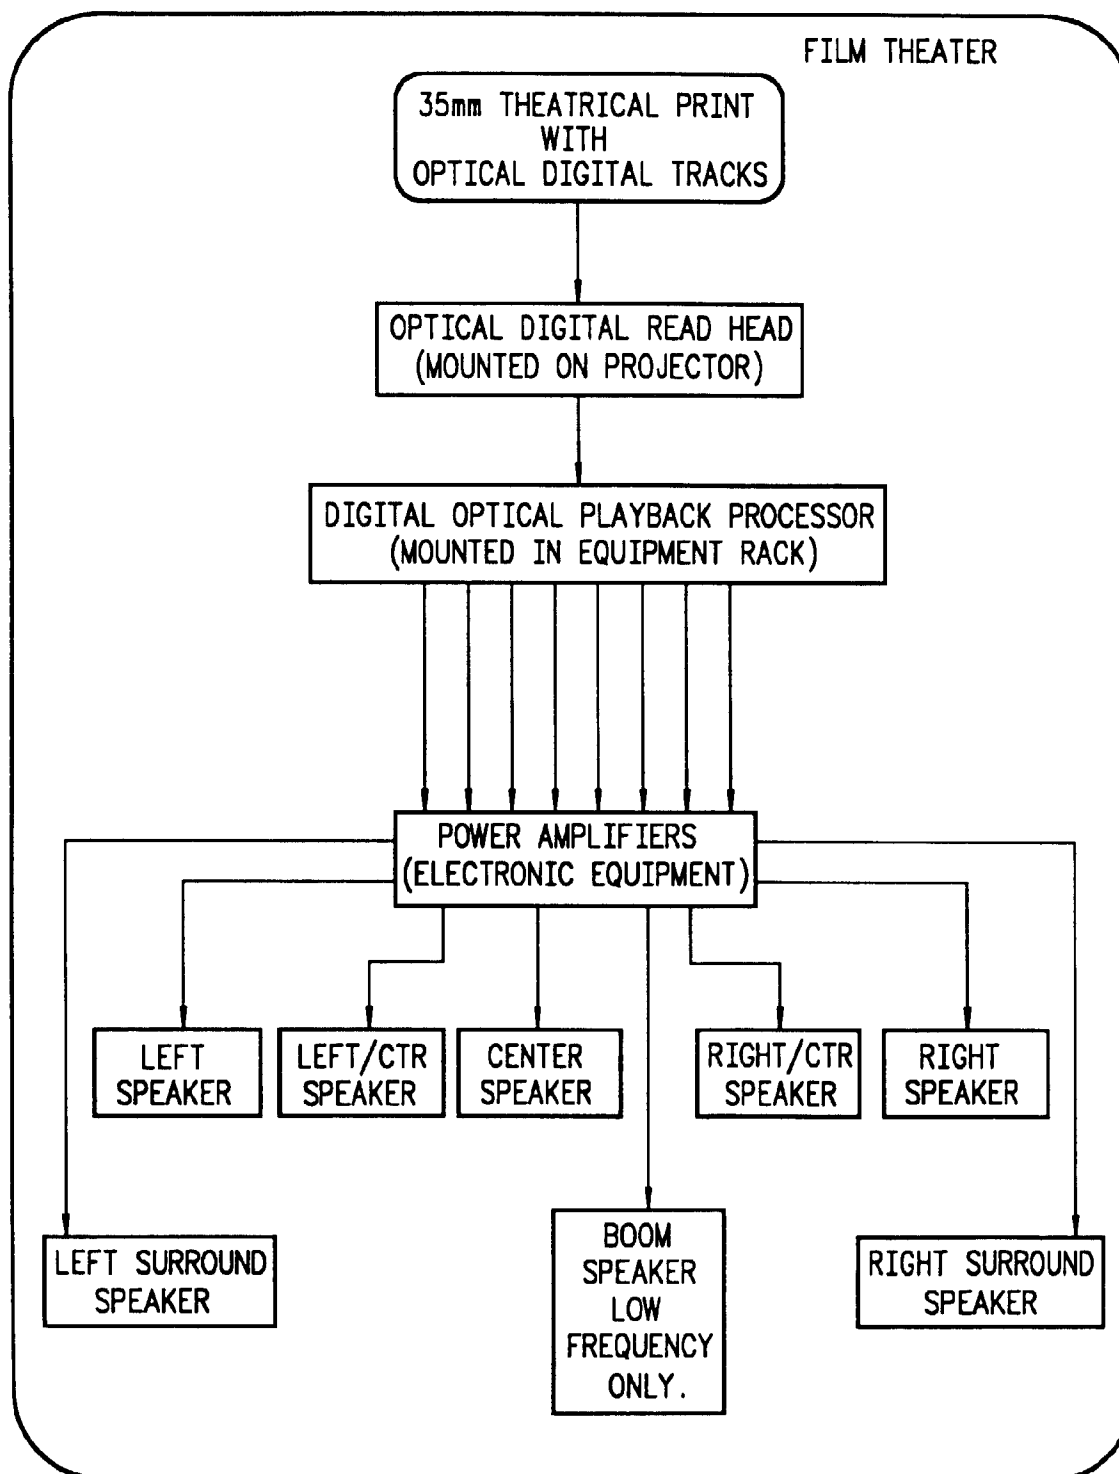 FILM THEATER
35mm THEATRICAL PRINT
WITH
OPTICAL DIGITAL TRACKS
OPTICAL DIGITAL READ HEAD
(MOUNTED ON PROJECTOR)
DIGITAL OPTICAL PLAYBACK PROCESSOR
(MOUNTED IN EQUIPMENT RACK)
POWER AMPLIFIERS
(ELECTRONIC EQUIPMENT)
LEFT
SPEAKER
LEFT/CTR
SPEAKER
CENTER
SPEAKER
RIGHT/CTR
SPEAKER
RIGHT
SPEAKER
LEFT SURROUND
SPEAKER
BOOM
SPEAKER
LOW
FREQUENCY
ONLY.
RIGHT SURROUND
SPEAKER